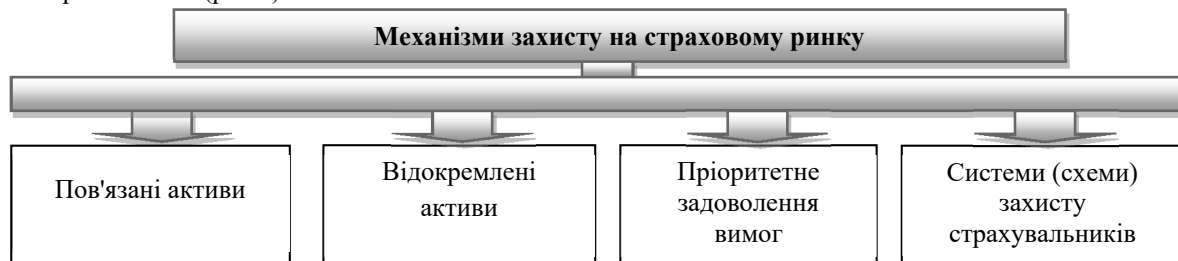 Механізми захисту на страховому ринку
Пов'язані активи
Відокремлені
активи
Пріоритетне
задоволення
вимог
Системи (схеми)
захисту
страхувальників